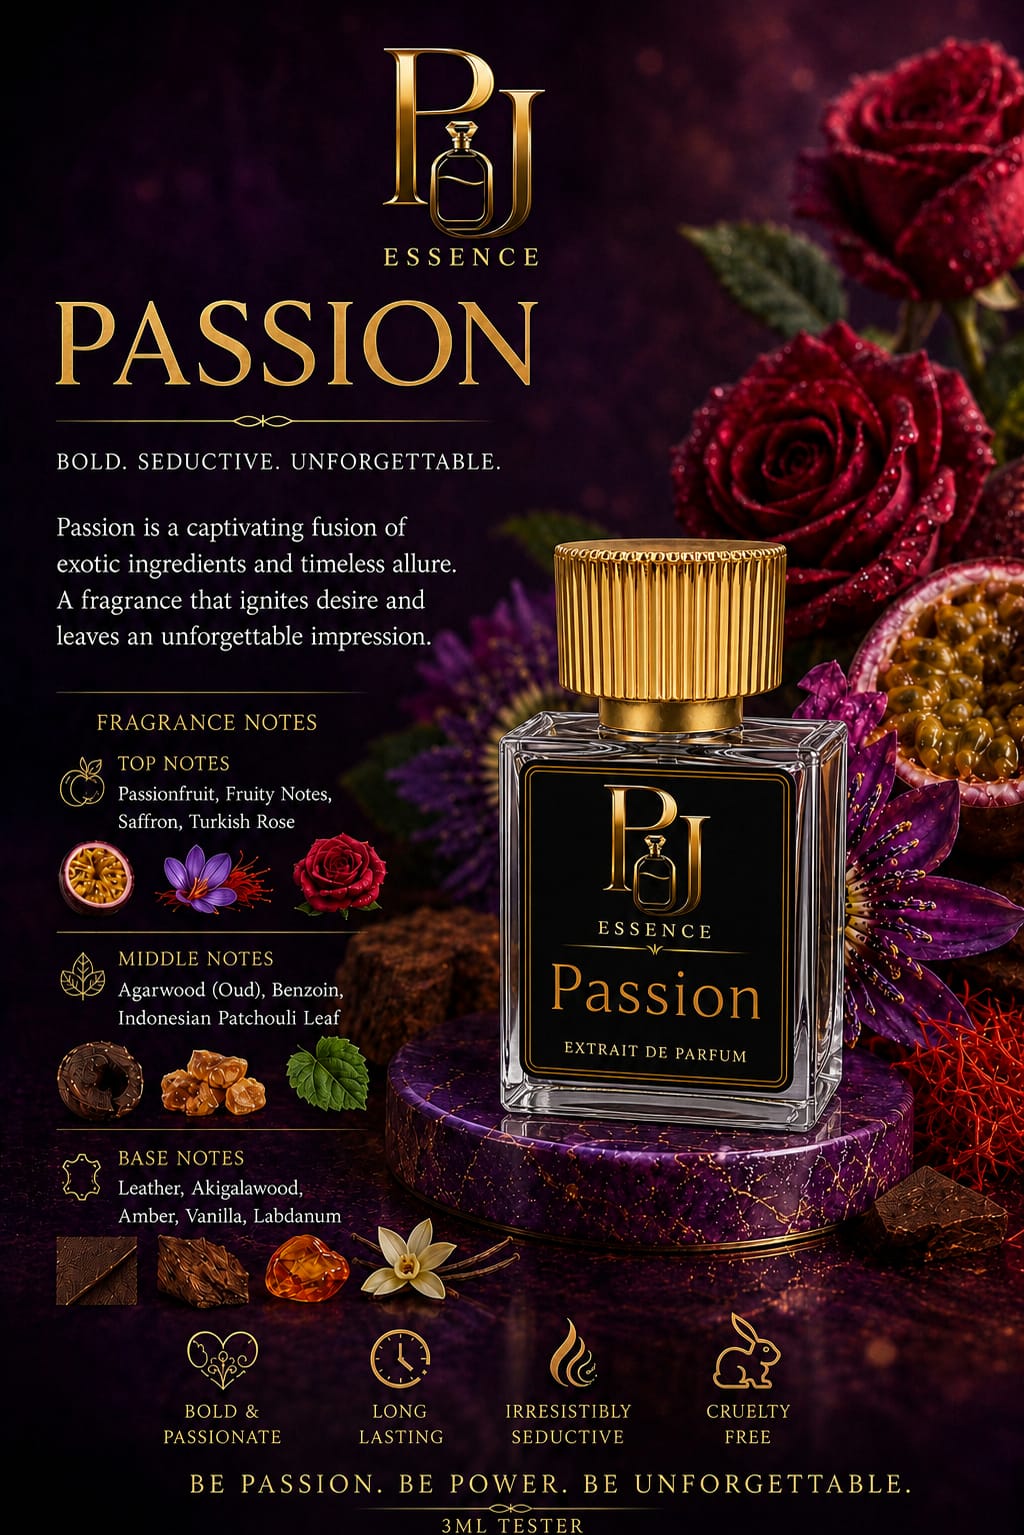 PJ
ESSENCE
PASSION
BOLD. SEDUCTIVE. UNFORGETTABLE.
Passion is a captivating fusion of
exotic ingredients and timeless allure.
A fragrance that ignites desire and
leaves an unforgettable impression.
FRAGRANCE NOTES
TOP NOTES
Passionfruit, Fruity Notes,
Saffron, Turkish Rose
MIDDLE NOTES
Agarwood (Oud), Benzoin,
Indonesian Patchouli Leaf
BASE NOTES
Leather, Akigalawood,
Amber, Vanilla, Labdanum
PJ
ESSENCE
Passion
EXTRAIT DE PARFUM
BOLD &
PASSIONATE
LONG
LASTING
IRRESISTIBLY
SEDUCTIVE
CRUELTY
FREE
BE PASSION. BE POWER. BE UNFORGETTABLE.
3ML TESTER